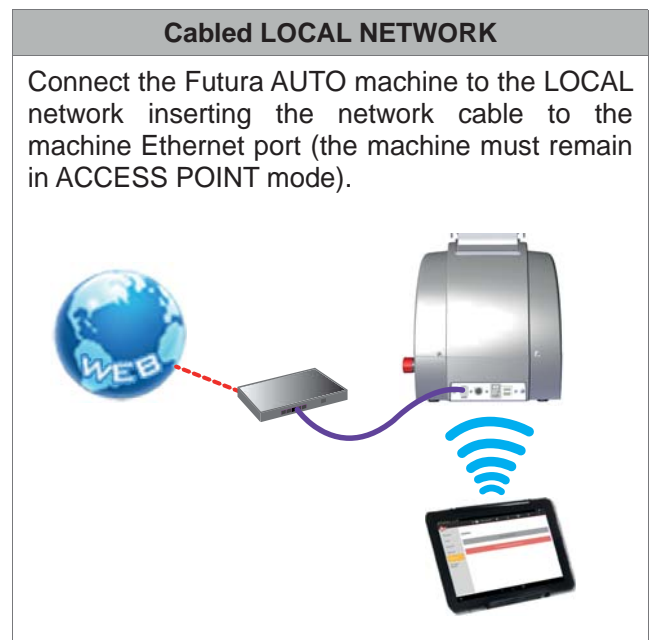 Cabled LOCAL NETWORK
Connect the Futura AUTO machine to the LOCAL
network inserting the network cable to the
machine Ethernet port (the machine must remain
in ACCESS POINT mode).
WEB